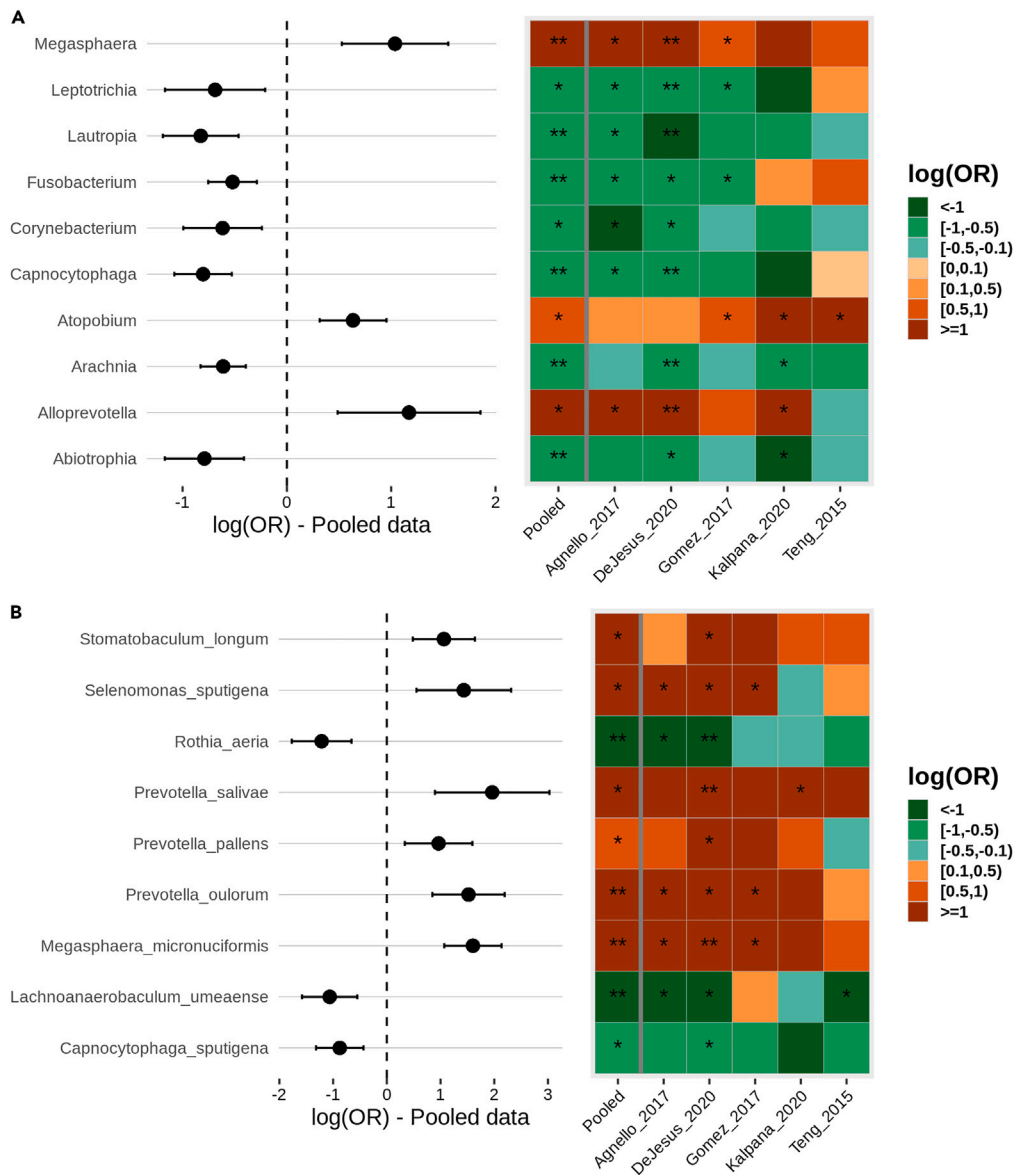 A
Megasphaera
Leptotrichia
Lautropia
Fusobacterium
Corynebacterium
Capnocytophaga
Atopobium
Arachnia
Alloprevotella
Abiotrophia
-1 0 1 2
log(OR) - Pooled data
** * ** *
* * ** *
** * **
** * * *
* * *
** * **
* * * *
** ** *
* * ** *
** * *
Pooled
Agnello_2017
DeJesus_2020
Gomez_2017
Kalpana_2020
Teng_2015
log(OR)
<-1
[-1,-0.5)
[-0.5,-0.1)
[0,0.1)
[0.1,0.5)
[0.5,1)
>=1
B
Stomatobaculum_longum
Selenomonas_sputigena
Rothia_aeria
Prevotella_salivae
Prevotella_pallens
Prevotella_oulorum
Megasphaera_micronuciformis
Lachnoanaerobaculum_umeaense
Capnocytophaga_sputigena
-2 -1 0 1 2 3
log(OR) - Pooled data
* *
* * * *
** * **
* ** *
* *
** * * *
** * ** *
** * * *
* *
Pooled
Agnello_2017
DeJesus_2020
Gomez_2017
Kalpana_2020
Teng_2015
log(OR)
<-1
[-1,-0.5)
[-0.5,-0.1)
[0.1,0.5)
[0.5,1)
>=1